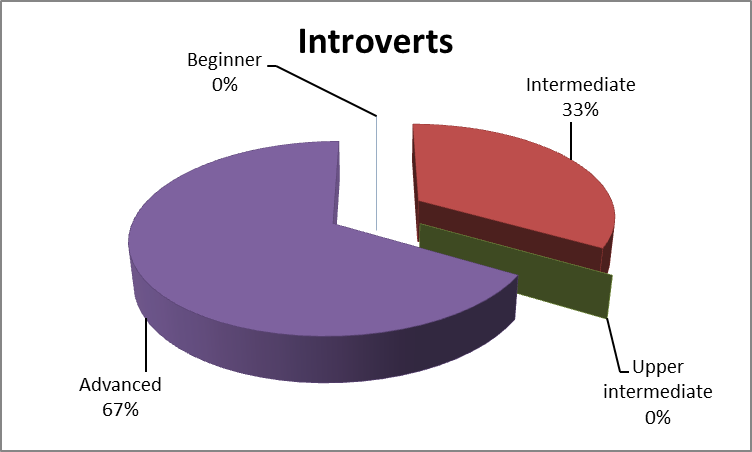 Introverts
Beginner
0%
Intermediate
33%
Advanced
67%
Upper
intermediate
0%